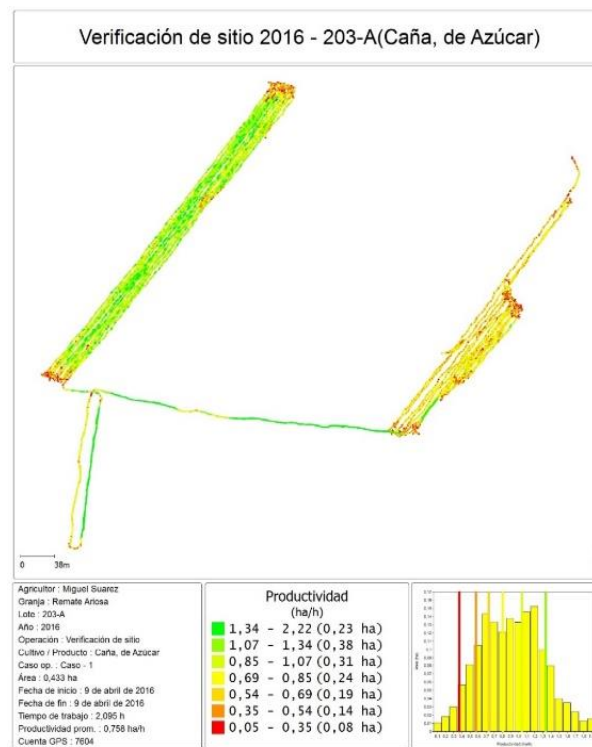 Verificación de sitio 2016 - 203-A(Caña, de Azúcar)
0 38m
Agricultor : Miguel Suarez
Granja : Remate Ariosa
Lote : 203-A
Año : 2016
Operación : Verificación de sitio
Cultivo / Producto : Caña, de Azúcar
Caso op. : Caso - 1
Área : 0,433 ha
Fecha de inicio : 9 de abril de 2016
Fecha de fin : 9 de abril de 2016
Tiempo de trabajo : 2,095 h
Productividad prom. : 0,758 ha/h
Cuenta GPS : 7604
Productividad
(ha/h)
1,34 - 2,22 (0,23 ha)
1,07 - 1,34 (0,38 ha)
0,85 - 1,07 (0,31 ha)
0,69 - 0,85 (0,24 ha)
0,54 - 0,69 (0,19 ha)
0,35 - 0,54 (0,14 ha)
0,05 - 0,35 (0,08 ha)